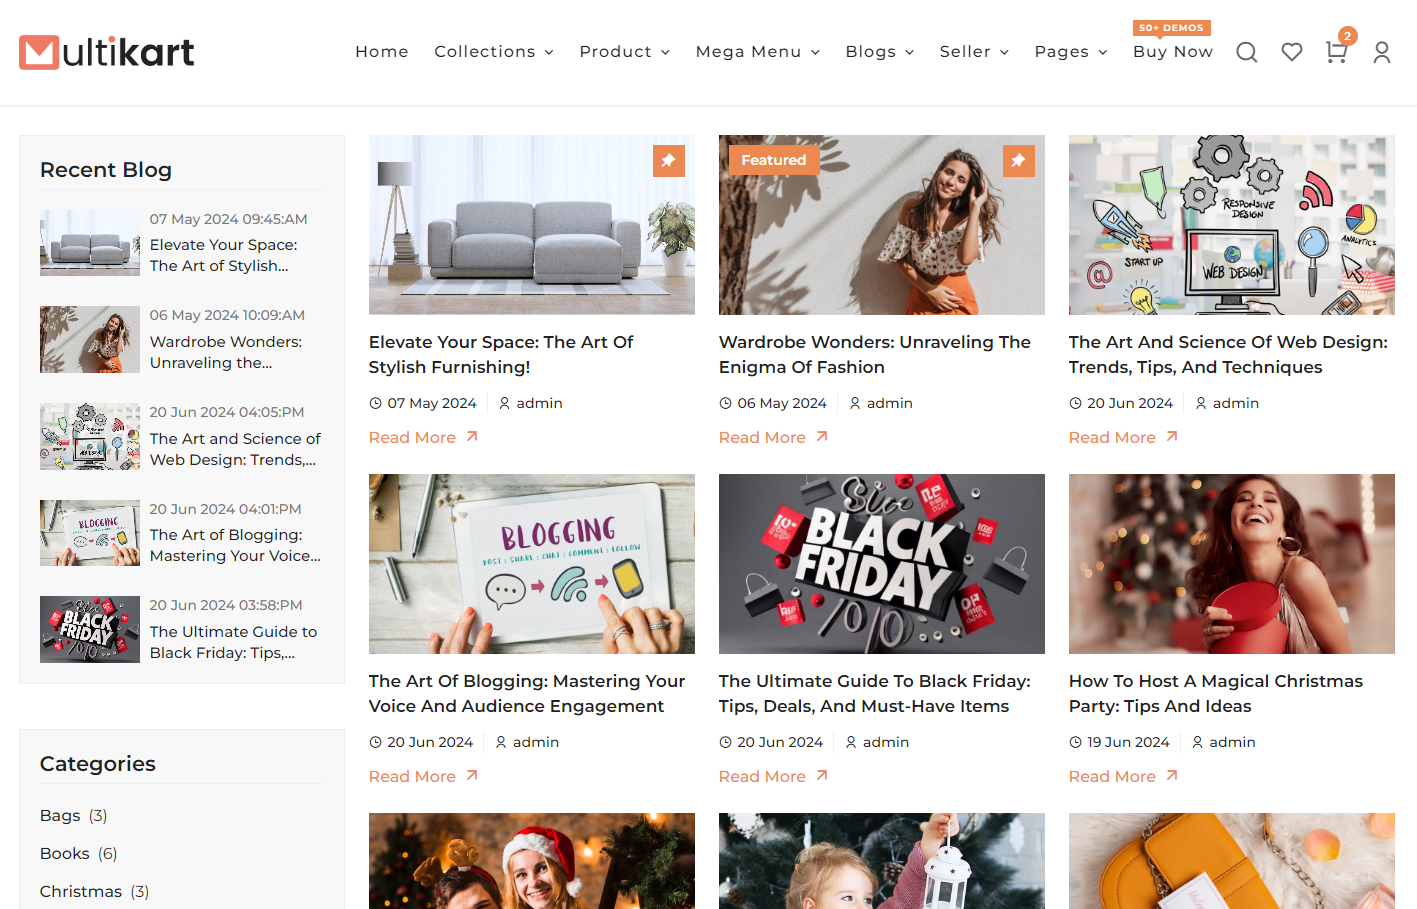 Multikart
Home
Collections
Product
Mega Menu
Blogs
Seller
Pages
50+ DEMOS
Buy Now
2
Recent Blog
07 May 2024 09:45:AM
Elevate Your Space:
The Art of Stylish...
06 May 2024 10:09:AM
Wardrobe Wonders:
Unraveling the...
20 Jun 2024 04:05:PM
The Art and Science of
Web Design: Trends,...
20 Jun 2024 04:01:PM
BLOGGING
The Art of Blogging:
Mastering Your Voice...
20 Jun 2024 03:58:PM
BLACK
FRIDAY
The Ultimate Guide to
Black Friday: Tips,...
Categories
Bags (3)
Books (6)
Christmas (3)
Elevate Your Space: The Art Of
Stylish Furnishing!
07 May 2024
admin
Read More
Featured
Wardrobe Wonders: Unraveling The
Enigma Of Fashion
06 May 2024
admin
Read More
RESPONSIVE
DESIGN
ANALYTICS
START UP
WEB DESIGN
The Art And Science Of Web Design:
Trends, Tips, And Techniques
20 Jun 2024
admin
Read More
BLOGGING
POST : SHARE : CHAT : COMMENT : FOLLOW
The Art Of Blogging: Mastering Your
Voice And Audience Engagement
20 Jun 2024
admin
Read More
BLACK
FRIDAY
The Ultimate Guide To Black Friday:
Tips, Deals, And Must-Have Items
20 Jun 2024
admin
Read More
How To Host A Magical Christmas
Party: Tips And Ideas
19 Jun 2024
admin
Read More